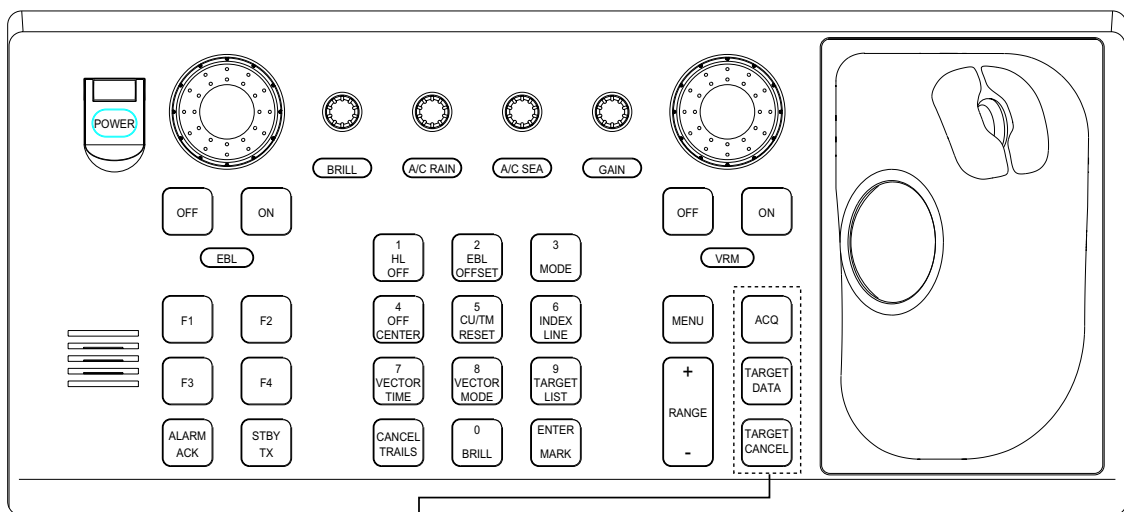 POWER
BRILL
A/C RAIN
A/C SEA
GAIN
OFF
ON
EBL
OFF
ON
VRM
1
HL
OFF
2
EBL
OFFSET
3
MODE
F1
F2
4
OFF
CENTER
5
CU/TM
RESET
6
INDEX
LINE
MENU
ACQ
F3
F4
7
VECTOR
TIME
8
VECTOR
MODE
9
TARGET
LIST
+
RANGE
-
TARGET
DATA
ALARM
ACK
STBY
TX
CANCEL
TRAILS
0
BRILL
ENTER
MARK
TARGET
CANCEL